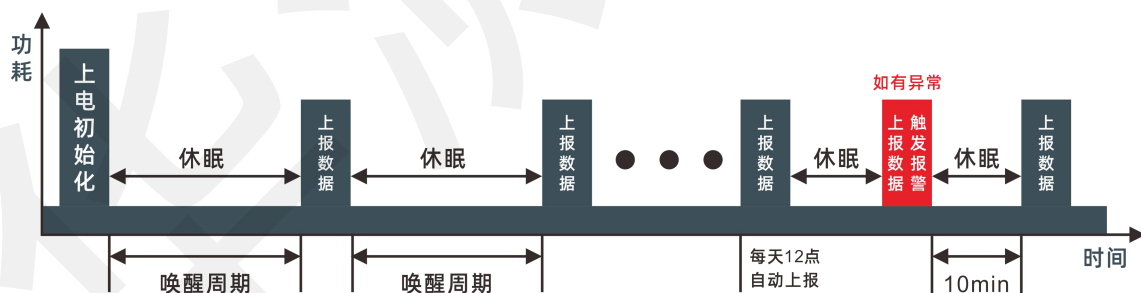 功耗
上电初始化
休眠
上报数据
休眠
上报数据
上报数据
休眠
如有异常
触发报警
上报数据
休眠
上报数据
时间
唤醒周期
唤醒周期
每天12点
自动上报
10min